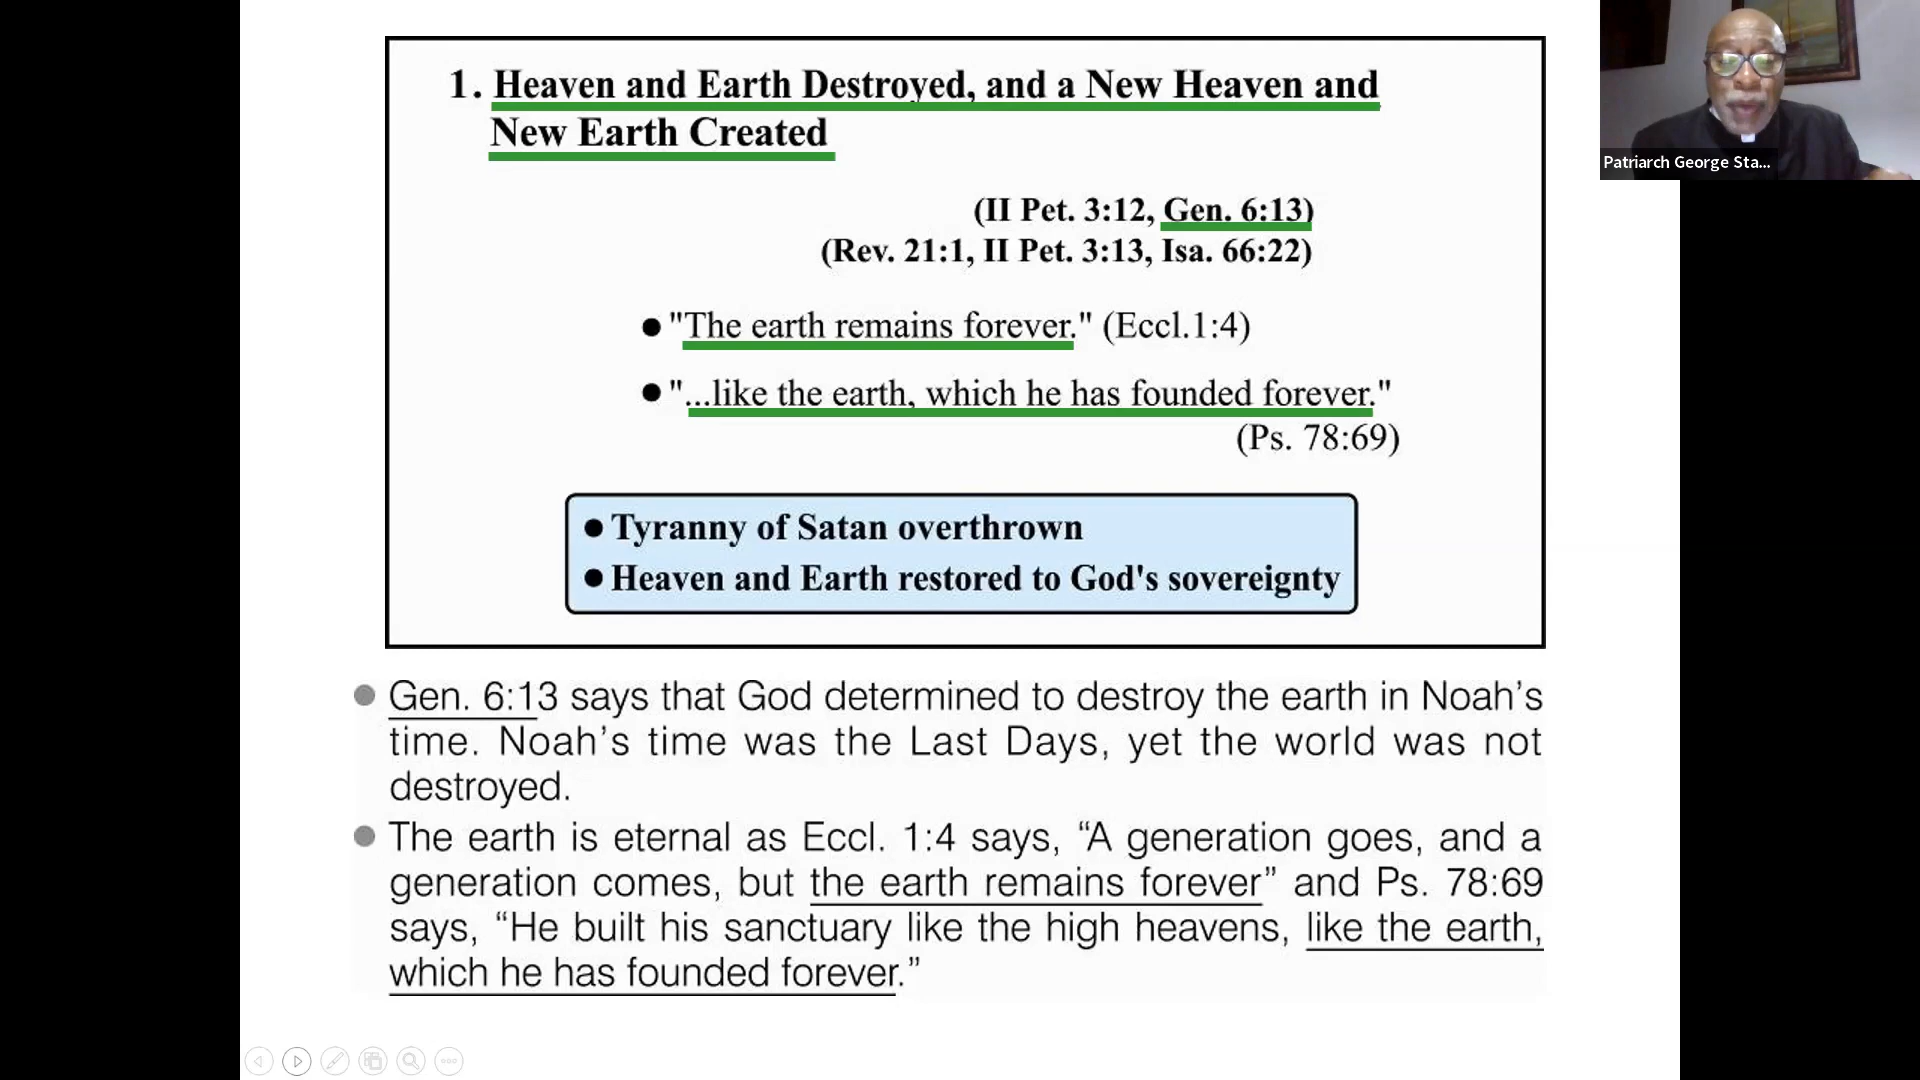 1. Heaven and Earth Destroyed, and a New Heaven and
New Earth Created
(II Pet. 3:12, Gen. 6:13)
(Rev. 21:1, II Pet. 3:13, Isa. 66:22)
● "The earth remains forever." (Eccl.1:4)
● "...like the earth, which he has founded forever."
(Ps. 78:69)
● Tyranny of Satan overthrown
● Heaven and Earth restored to God's sovereignty
● Gen. 6:13 says that God determined to destroy the earth in Noah’s
time. Noah’s time was the Last Days, yet the world was not
destroyed.
● The earth is eternal as Eccl. 1:4 says, “A generation goes, and a
generation comes, but the earth remains forever” and Ps. 78:69
says, “He built his sanctuary like the high heavens, like the earth,
which he has founded forever.”
Patriarch George Sta...